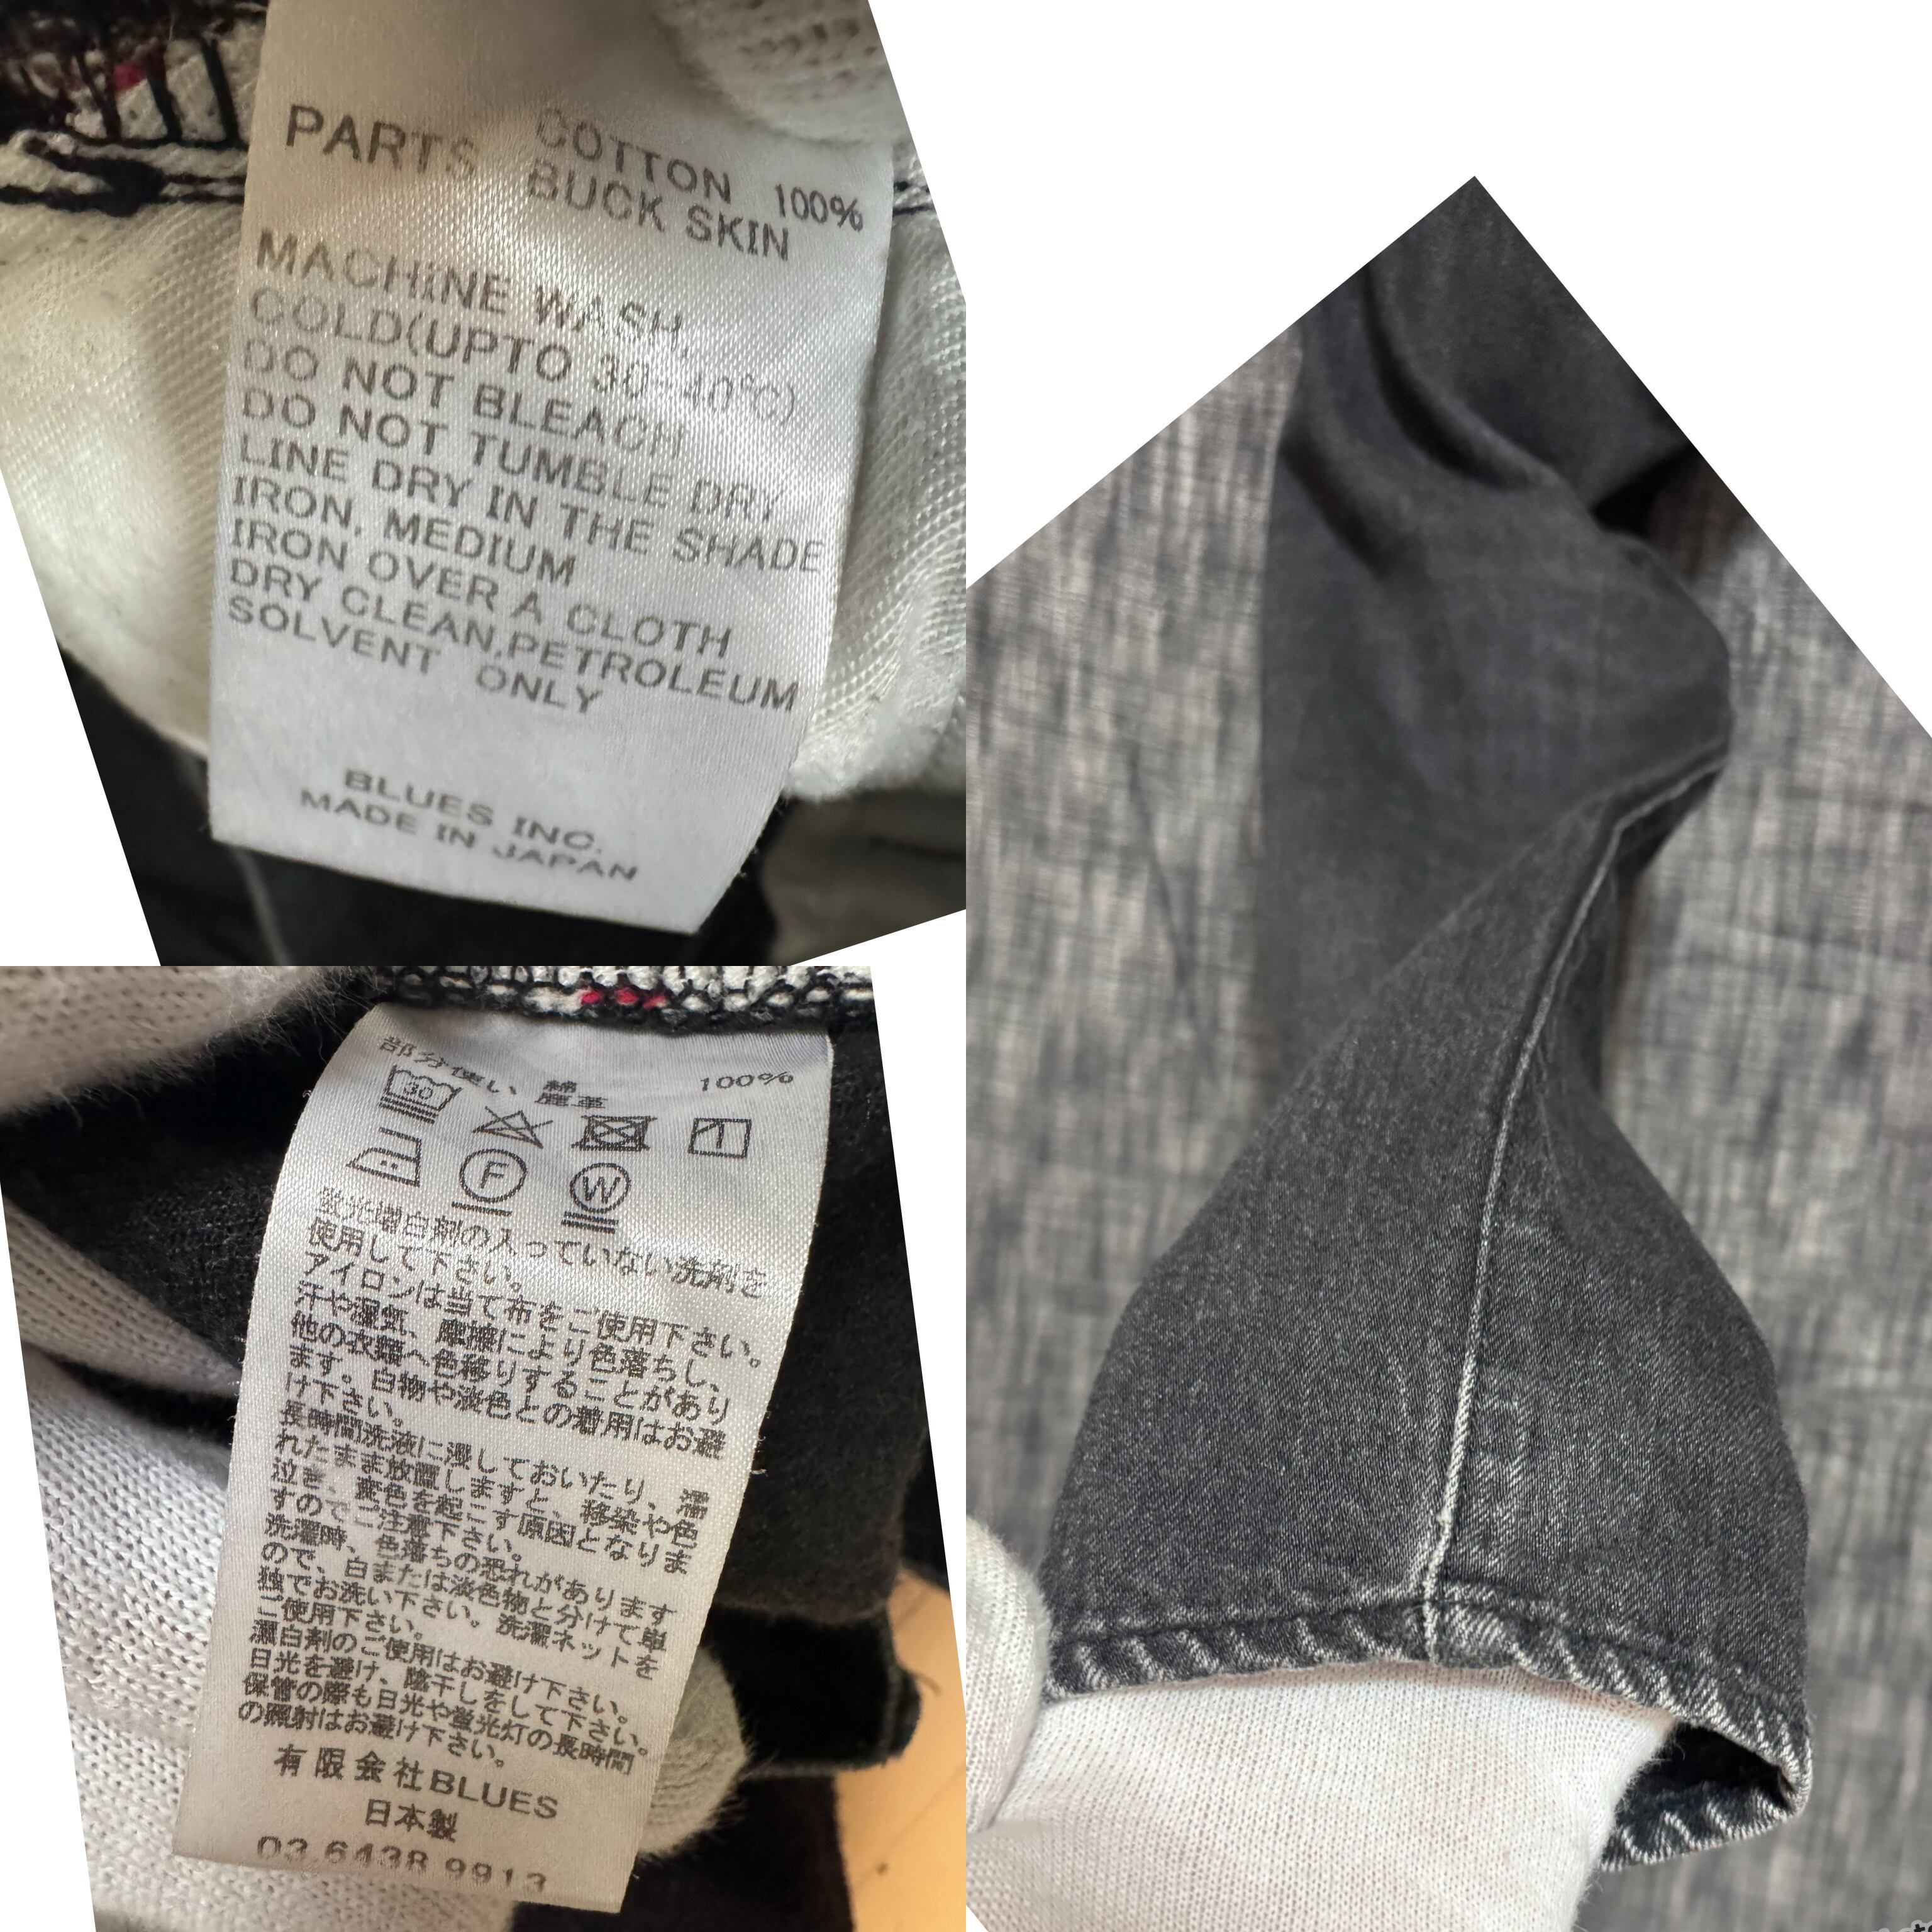 COTTON 100%
PARTS BUCK SKIN
MACHINE WASH,
COLD(UPTO 30-40℃)
DO NOT BLEACH
DO NOT TUMBLE DRY
LINE DRY IN THE SHADE
IRON, MEDIUM
IRON OVER A CLOTH
DRY CLEAN,PETROLEUM
SOLVENT ONLY
BLUES INC.
MADE IN JAPAN
綿 100%
部分使い 鹿革
30
F W
蛍光増白剤の入っていない洗剤を
使用して下さい。
アイロンは当て布をご使用下さい。
汗や湿気、摩擦により色落ちし、
他の衣類へ色移りすることがあり
ます。白物や淡色との着用はお避
け下さい。
長時間洗液に浸しておいたり、濡
れたまま放置しますと、移染や色
泣き、変色を起こす原因となりま
すのでご注意下さい。
洗濯時、色落ちの恐れがあります
ので、白または淡色物と分けて単
独でお洗い下さい。洗濯ネットを
ご使用下さい。
漂白剤のご使用はお避け下さい。
日光を避け、陰干しをして下さい。
保管の際も日光や蛍光灯の長時間
の照射はお避け下さい。
有限会社BLUES
日本製
03 6438 9913